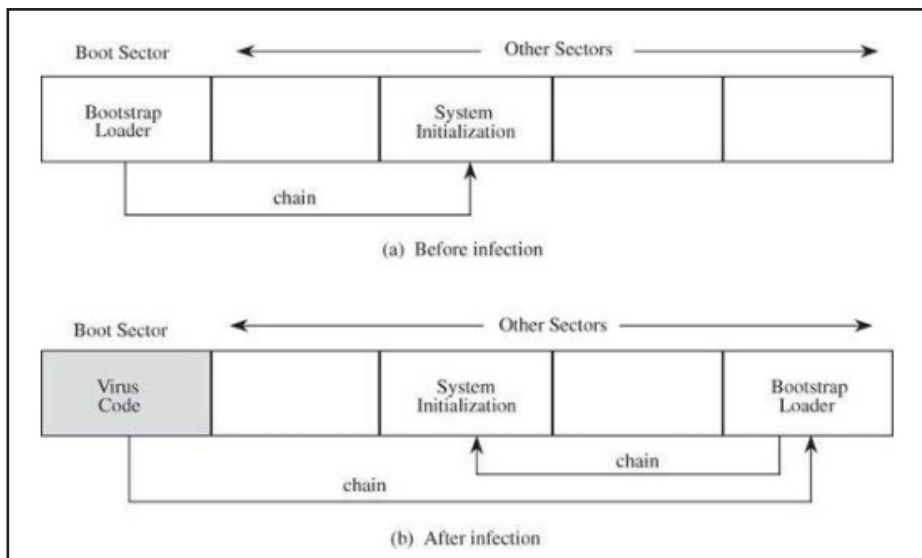 Boot Sector
Other Sectors
Bootstrap
Loader
System
Initialization
chain
(a) Before infection
Boot Sector
Other Sectors
Virus
Code
System
Initialization
Bootstrap
Loader
chain
chain
(b) After infection